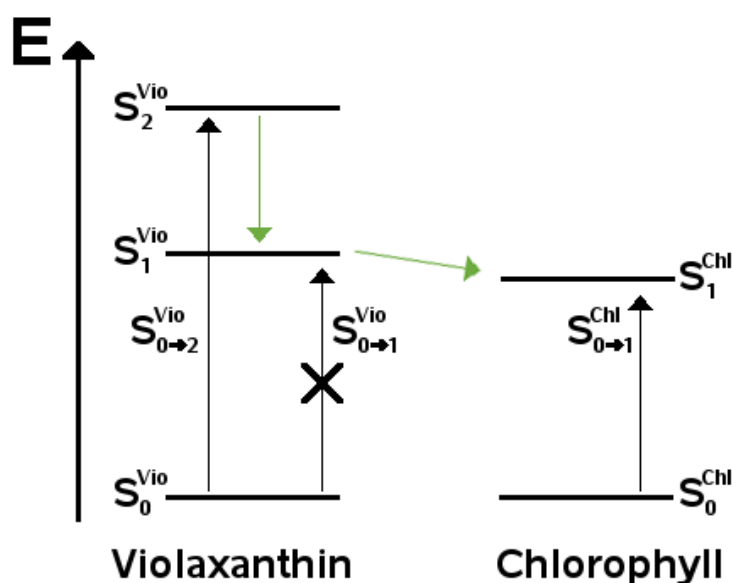 E
S₂^Vio
S₁^Vio
S₁^Chl
S₀→₂^Vio
S₀→₁^Vio
S₀→₁^Chl
S₀^Vio
S₀^Chl
Violaxanthin
Chlorophyll